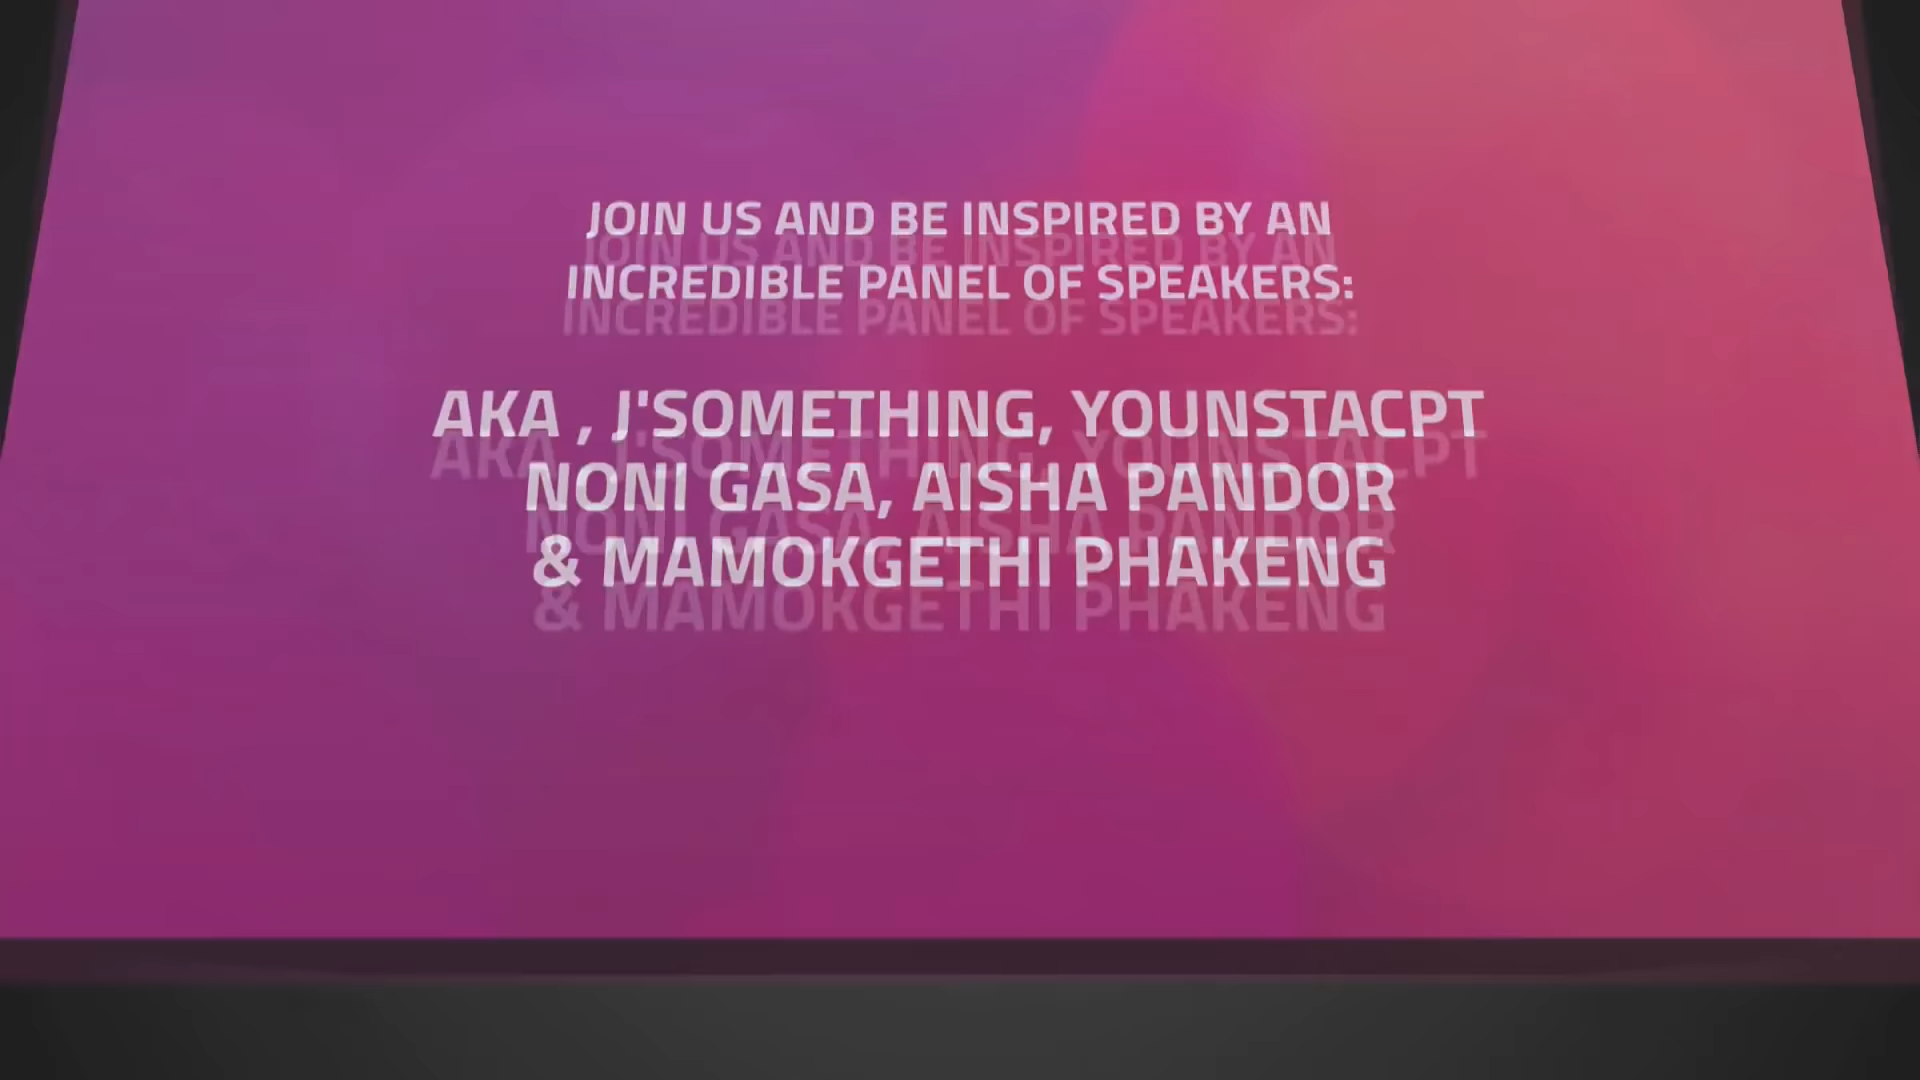 JOIN US AND BE INSPIRED BY AN
INCREDIBLE PANEL OF SPEAKERS:
AKA , J'SOMETHING, YOUNSTACPT
NONI GASA, AISHA PANDOR
& MAMOKGETHI PHAKENG